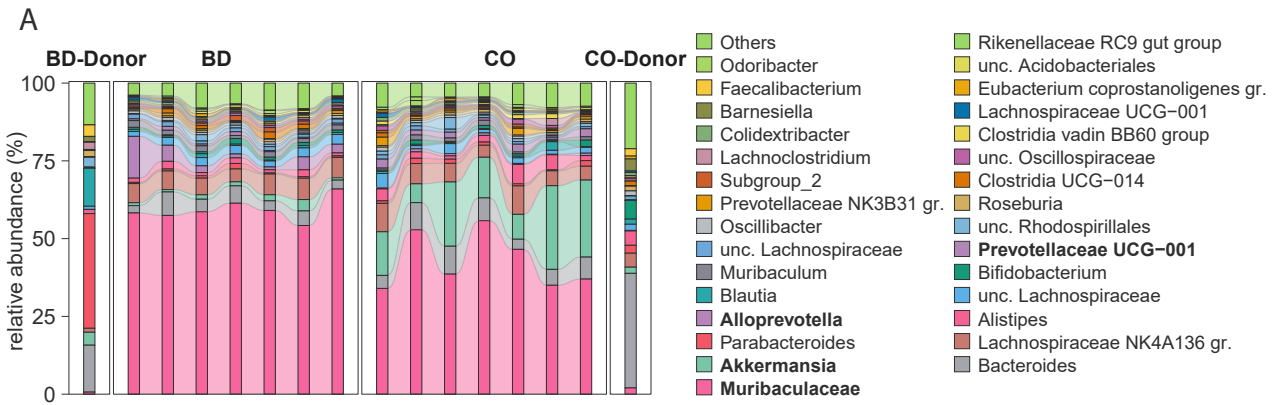 A
BD-Donor BD CO CO-Donor
relative abundance (%)
100
75
50
25
0
Others
Odoribacter
Faecalibacterium
Barnesiella
Colidextribacter
Lachnoclostridium
Subgroup_2
Prevotellaceae NK3B31 gr.
Oscillibacter
unc. Lachnospiraceae
Muribaculum
Blautia
Alloprevotella
Parabacteroides
Akkermansia
Muribaculaceae
Rikenellaceae RC9 gut group
unc. Acidobacteriales
Eubacterium coprostanoligenes gr.
Lachnospiraceae UCG−001
Clostridia vadin BB60 group
unc. Oscillospiraceae
Clostridia UCG−014
Roseburia
unc. Rhodospirillales
Prevotellaceae UCG−001
Bifidobacterium
unc. Lachnospiraceae
Alistipes
Lachnospiraceae NK4A136 gr.
Bacteroides